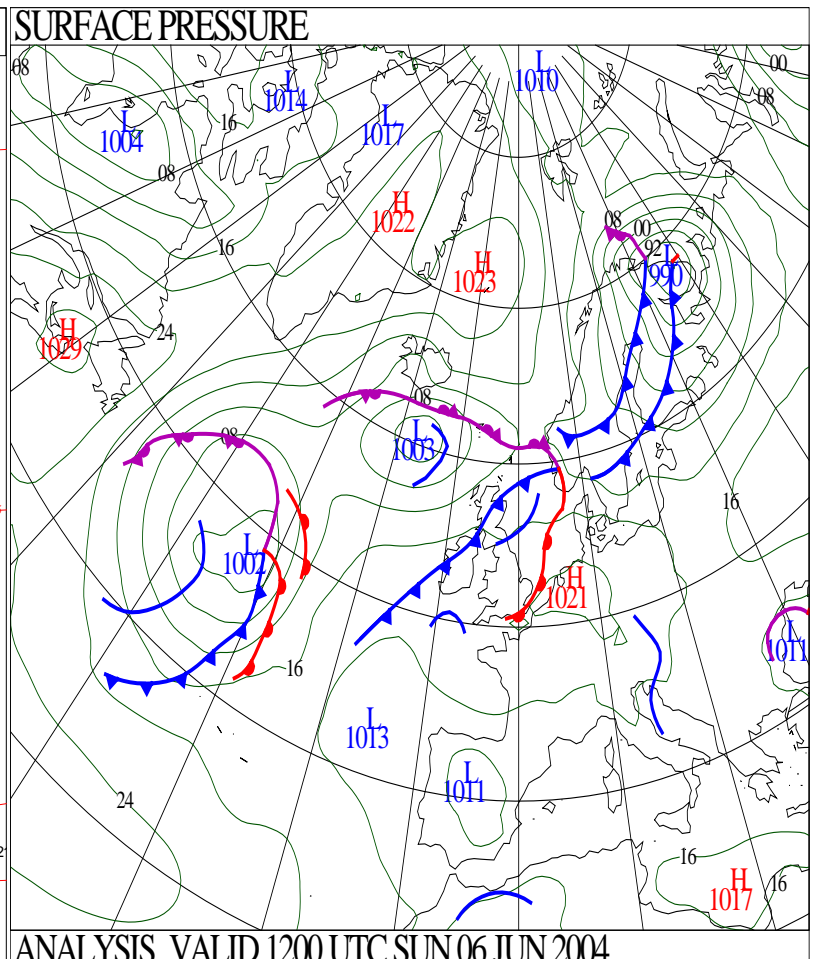 SURFACE PRESSURE
L
1010
00
08
L
1014
08
L
1004
16
L
1017
08
H
1022
08
00
92
L
990
16
H
1023
24
H
1029
08
L
1003
08
16
L
1002
H
1021
L
1011
16
L
1013
L
1011
24
16
H
1017
16
ANALYSIS VALID 1200 UTC SUN 06 JUN 2004